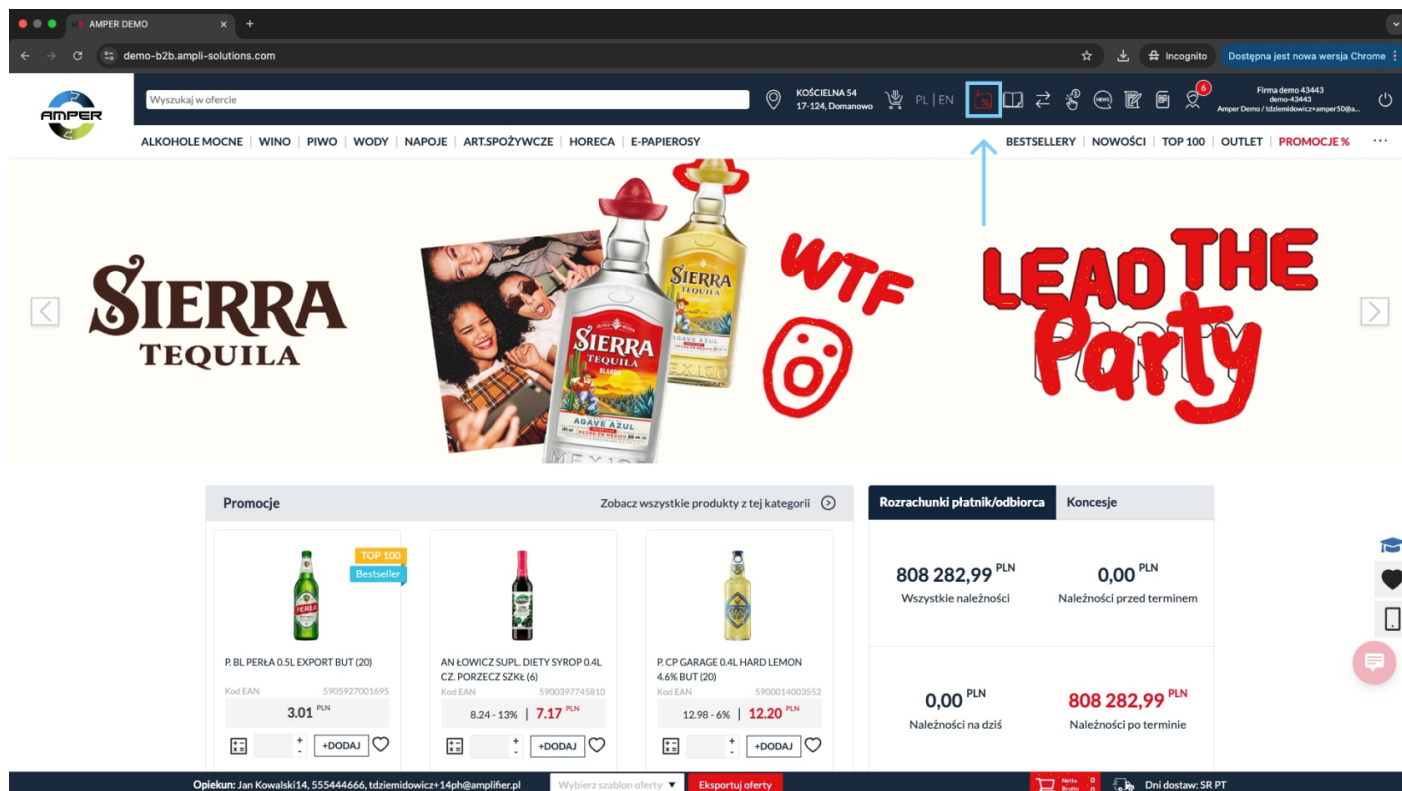 AMPER DEMO
demo-b2b.ampli-solutions.com
Incognito
Dostępna jest nowa wersja Chrome
AMPER
Wyszukaj w ofercie
KOŚCIELNA 54
17-124, Domanowo
PL | EN
%
NEWS
6
Firma demo 43443
demo-43443
Amper Demo / tdziemidowicz+amper50@a...
ALKOHOLE MOCNE | WINO | PIWO | WODY | NAPOJE | ART.SPOŻYWCZE | HORECA | E-PAPIEROSY
BESTSELLERY | NOWOŚCI | TOP 100 | OUTLET | PROMOCJE % ...
SIERRA
TEQUILA
SIERRA
TEQUILA
SIERRA
TEQUILA
BLANCO
AGAVE AZUL
MEXICO
WTF
LEAD THE
Party
Promocje
Zobacz wszystkie produkty z tej kategorii
TOP 100
Bestseller
PERŁA
P. BL PERŁA 0.5L EXPORT BUT (20)
Kod EAN 5905927001695
3.01 PLN
+DODAJ
AN ŁOWICZ SUPL. DIETY SYROP 0.4L
CZ. PORZECZ SZKŁ (6)
Kod EAN 5900397745810
8.24 - 13% | 7.17 PLN
+DODAJ
P. CP GARAGE 0.4L HARD LEMON
4.6% BUT (20)
Kod EAN 5900014003552
12.98 - 6% | 12.20 PLN
+DODAJ
Rozrachunki płatnik/odbiorca
Koncesje
808 282,99 PLN
Wszystkie należności
0,00 PLN
Należności przed terminem
0,00 PLN
Należności na dziś
808 282,99 PLN
Należności po terminie
Opiekun: Jan Kowalski14, 555444666, tdziemidowicz+14ph@amplifier.pl
Wybierz szablon oferty
Eksportuj oferty
Netto 0
Brutto 0
Dni dostaw: SR PT